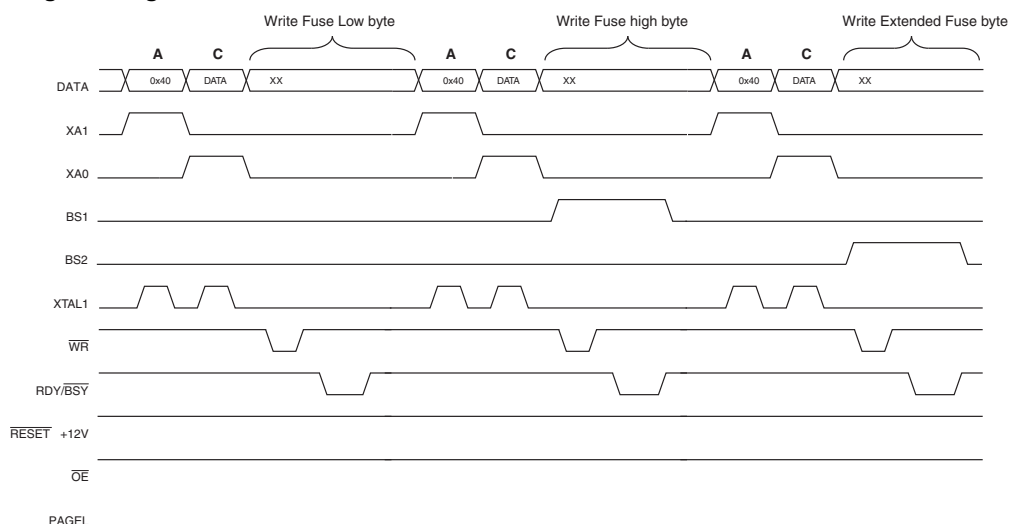 Write Fuse Low byte Write Fuse high byte Write Extended Fuse byte
A C A C A C
DATA 0x40 DATA XX 0x40 DATA XX 0x40 DATA XX
XA1
XA0
BS1
BS2
XTAL1
WR
RDY/BSY
RESET +12V
OE
PAGEL